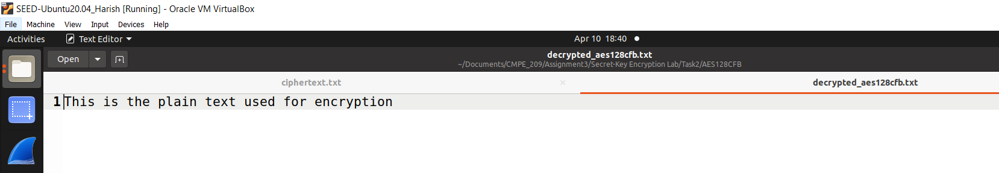 SEED-Ubuntu20.04_Harish [Running] - Oracle VM VirtualBox
File Machine View Input Devices Help
Activities Text Editor Apr 10 18:40
Open decrypted_aes128cfb.txt
~/Documents/CMPE_209/Assignment3/Secret-Key Encryption Lab/Task2/AES128CFB
ciphertext.txt × decrypted_aes128cfb.txt
1 This is the plain text used for encryption